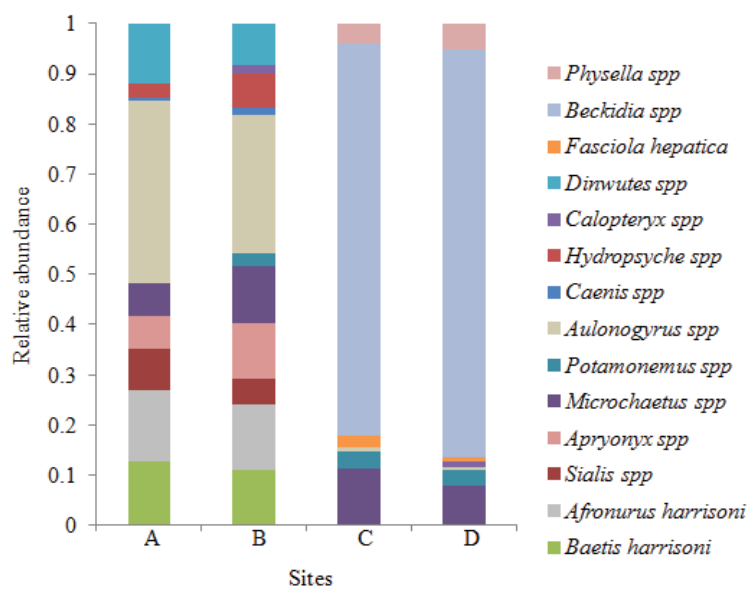 Relative abundance
1
0.9
0.8
0.7
0.6
0.5
0.4
0.3
0.2
0.1
0
A B C D
Sites
Physella spp
Beckidia spp
Fasciola hepatica
Dinwutes spp
Calopteryx spp
Hydropsyche spp
Caenis spp
Aulonogyrus spp
Potamonemus spp
Microchaetus spp
Apryonyx spp
Sialis spp
Afronurus harrisoni
Baetis harrisoni